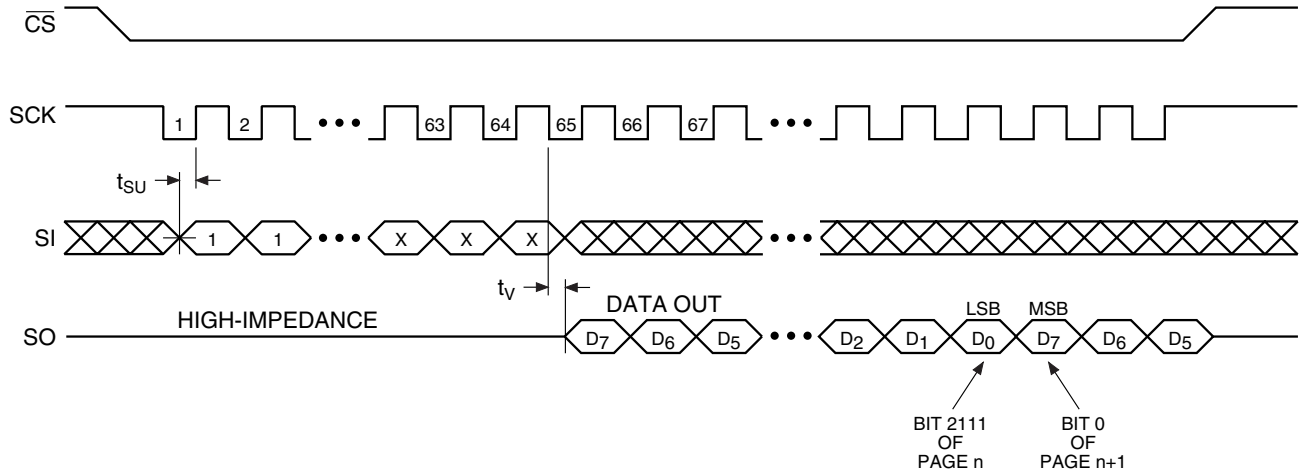 CS
SCK 1 2 ••• 63 64 65 66 67 •••
tSU
SI 1 1 ••• X X X •••
tV
HIGH-IMPEDANCE
DATA OUT
LSB MSB
SO D7 D6 D5 ••• D2 D1 D0 D7 D6 D5
BIT 2111
OF
PAGE n
BIT 0
OF
PAGE n+1